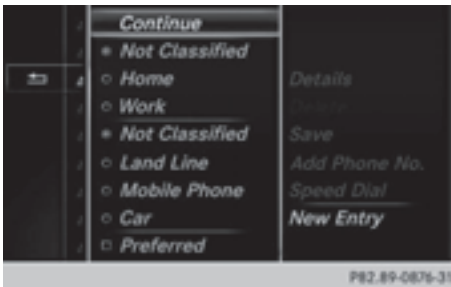 Continue
Not Classified
Home
Work
Not Classified
Land Line
Mobile Phone
Car
Preferred
Details
Delete
Save
Add Phone No.
Speed Dial
New Entry
P82.89-0876-31